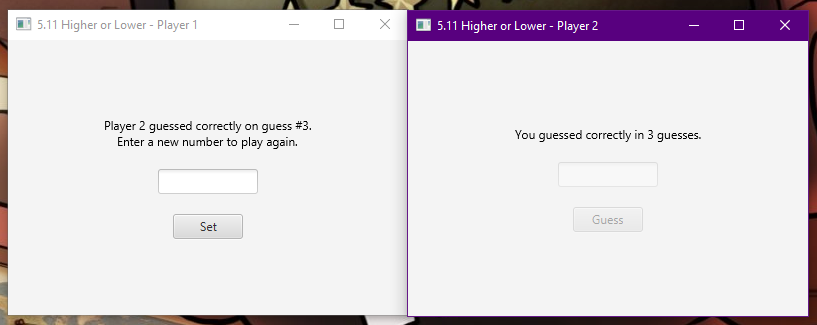 5.11 Higher or Lower - Player 1
Player 2 guessed correctly on guess #3.
Enter a new number to play again.
Set
5.11 Higher or Lower - Player 2
You guessed correctly in 3 guesses.
Guess